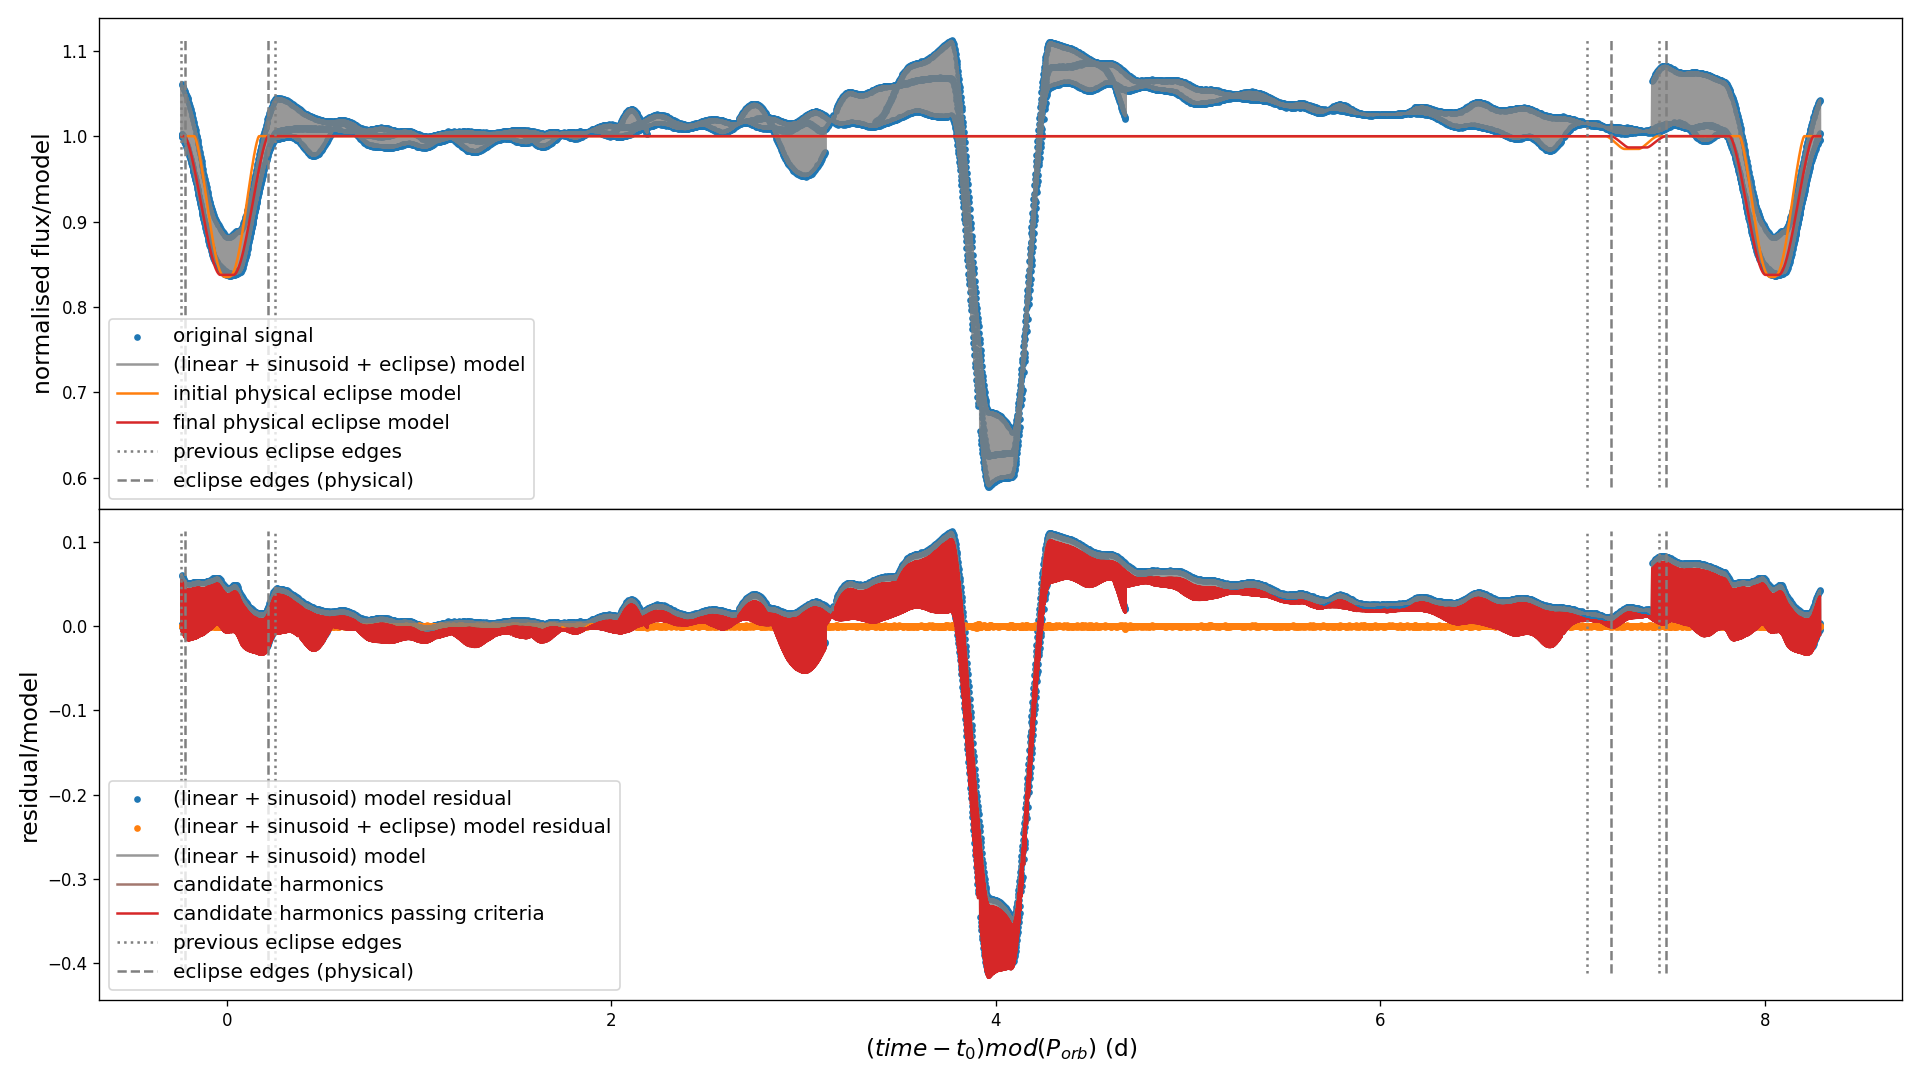 normalised flux/model
1.1
1.0
0.9
0.8
0.7
0.6
original signal
(linear + sinusoid + eclipse) model
initial physical eclipse model
final physical eclipse model
previous eclipse edges
eclipse edges (physical)
residual/model
0.1
0.0
−0.1
−0.2
−0.3
−0.4
(linear + sinusoid) model residual
(linear + sinusoid + eclipse) model residual
(linear + sinusoid) model
candidate harmonics
candidate harmonics passing criteria
previous eclipse edges
eclipse edges (physical)
0 2 4 6 8
(time − t₀)mod(Pₒᵣb) (d)